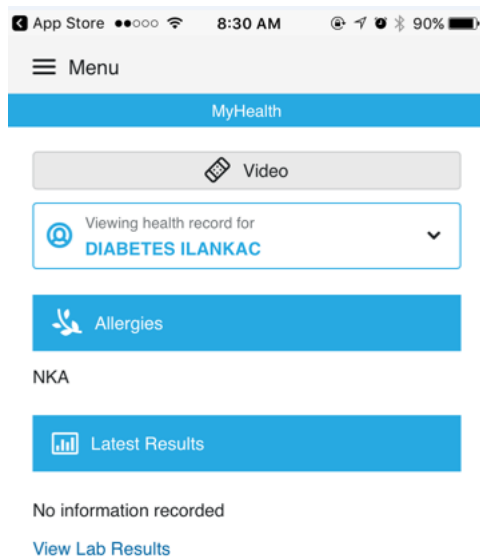 App Store 8:30 AM 90%
Menu
MyHealth
Video
Viewing health record for
DIABETES ILANKAC
Allergies
NKA
Latest Results
No information recorded
View Lab Results